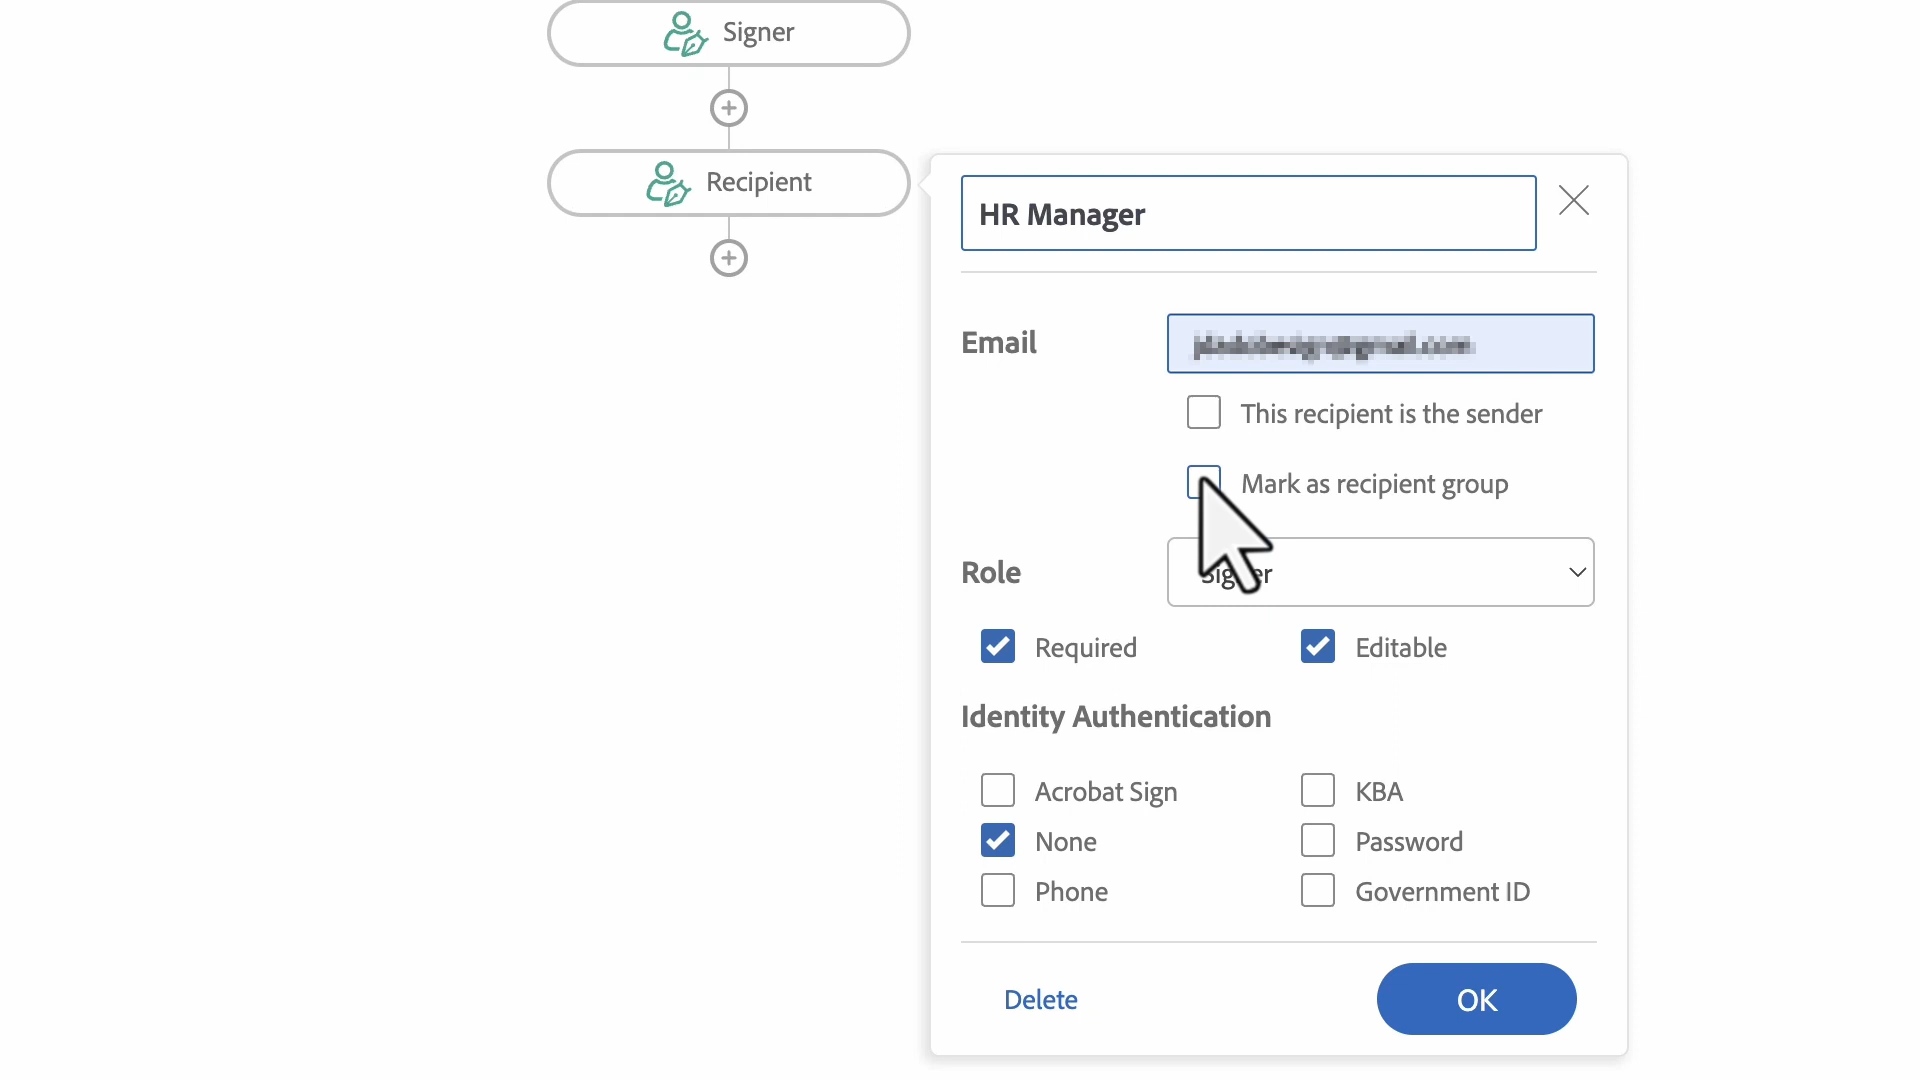 Signer
Recipient
HR Manager
Email
This recipient is the sender
Mark as recipient group
Role
Required
Editable
Identity Authentication
Acrobat Sign
KBA
None
Password
Phone
Government ID
Delete
OK